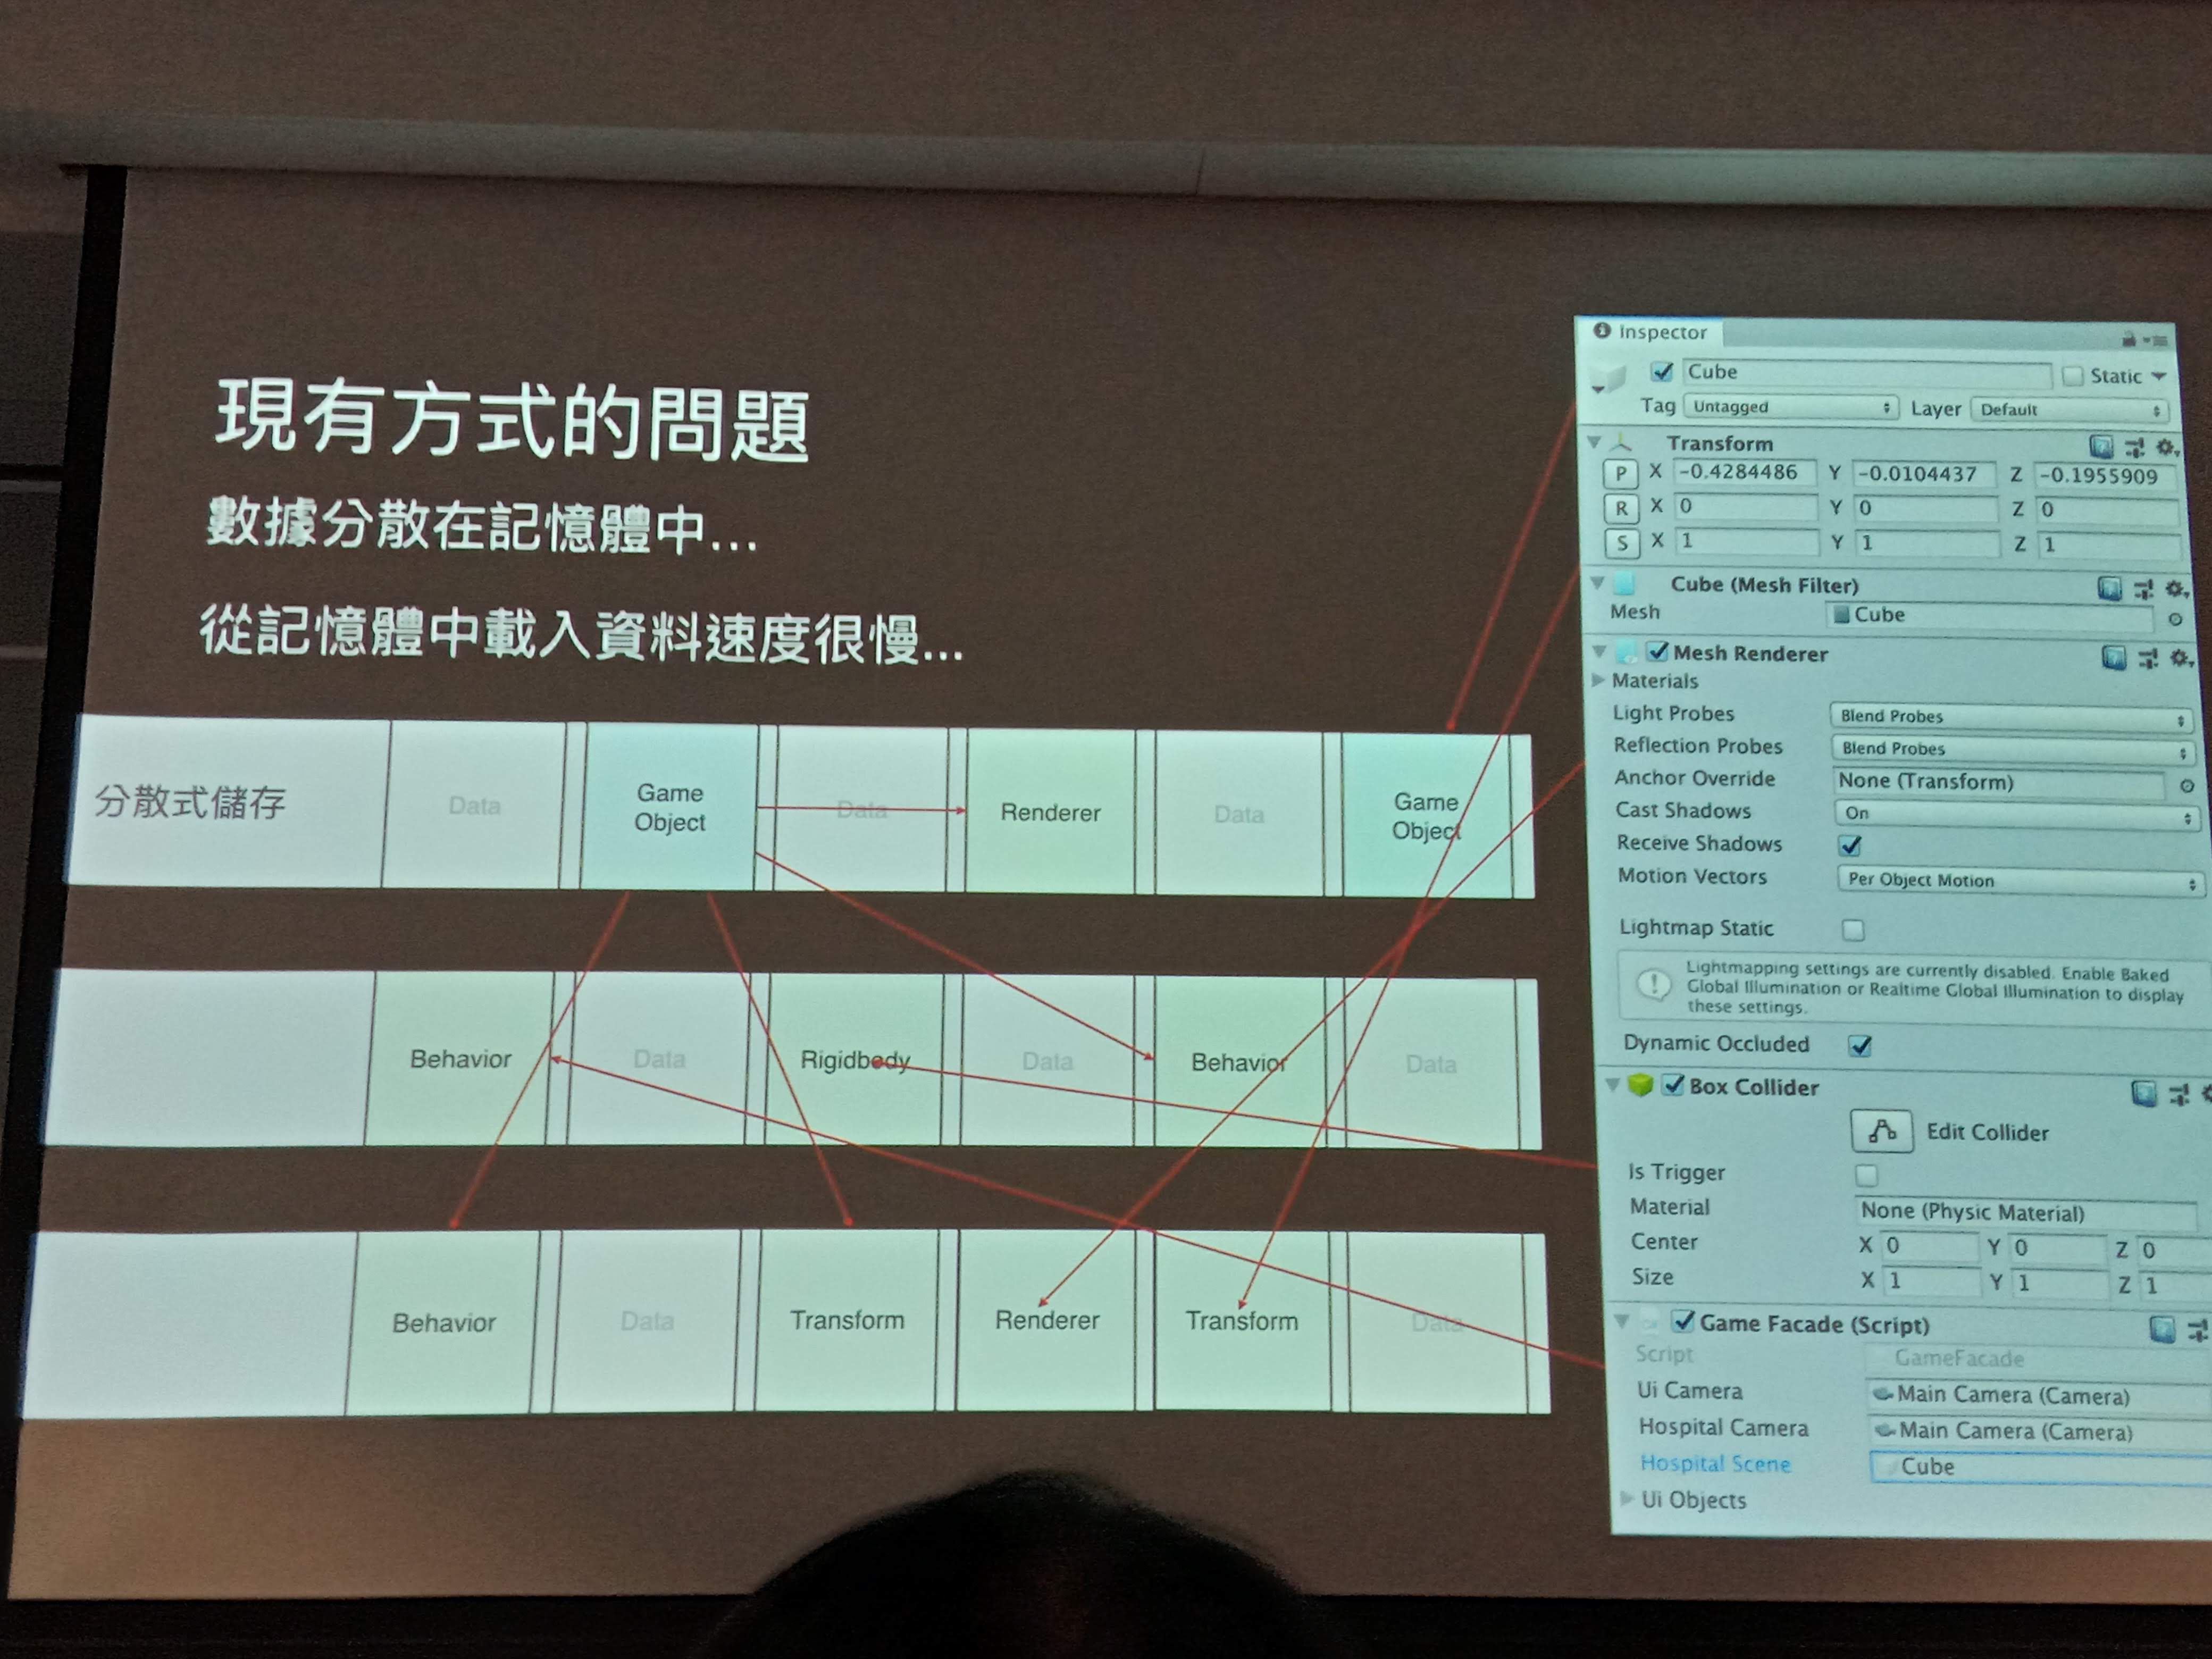 現有方式的問題
數據分散在記憶體中...
從記憶體中載入資料速度很慢...
分散式儲存 Data Game Object Data Renderer Data Game Object
Behavior Data Rigidbody Data Behavior Data
Behavior Data Transform Renderer Transform Data
Inspector
Cube Static
Tag Untagged Layer Default
Transform
P X -0.4284486 Y -0.0104437 Z -0.1955909
R X 0 Y 0 Z 0
S X 1 Y 1 Z 1
Cube (Mesh Filter)
Mesh Cube
Mesh Renderer
Materials
Light Probes Blend Probes
Reflection Probes Blend Probes
Anchor Override None (Transform)
Cast Shadows On
Receive Shadows
Motion Vectors Per Object Motion
Lightmap Static
Lightmapping settings are currently disabled. Enable Baked
Global Illumination or Realtime Global Illumination to display
these settings.
Dynamic Occluded
Box Collider
Edit Collider
Is Trigger
Material None (Physic Material)
Center X 0 Y 0 Z 0
Size X 1 Y 1 Z 1
Game Facade (Script)
Script GameFacade
Ui Camera Main Camera (Camera)
Hospital Camera Main Camera (Camera)
Hospital Scene Cube
Ui Objects